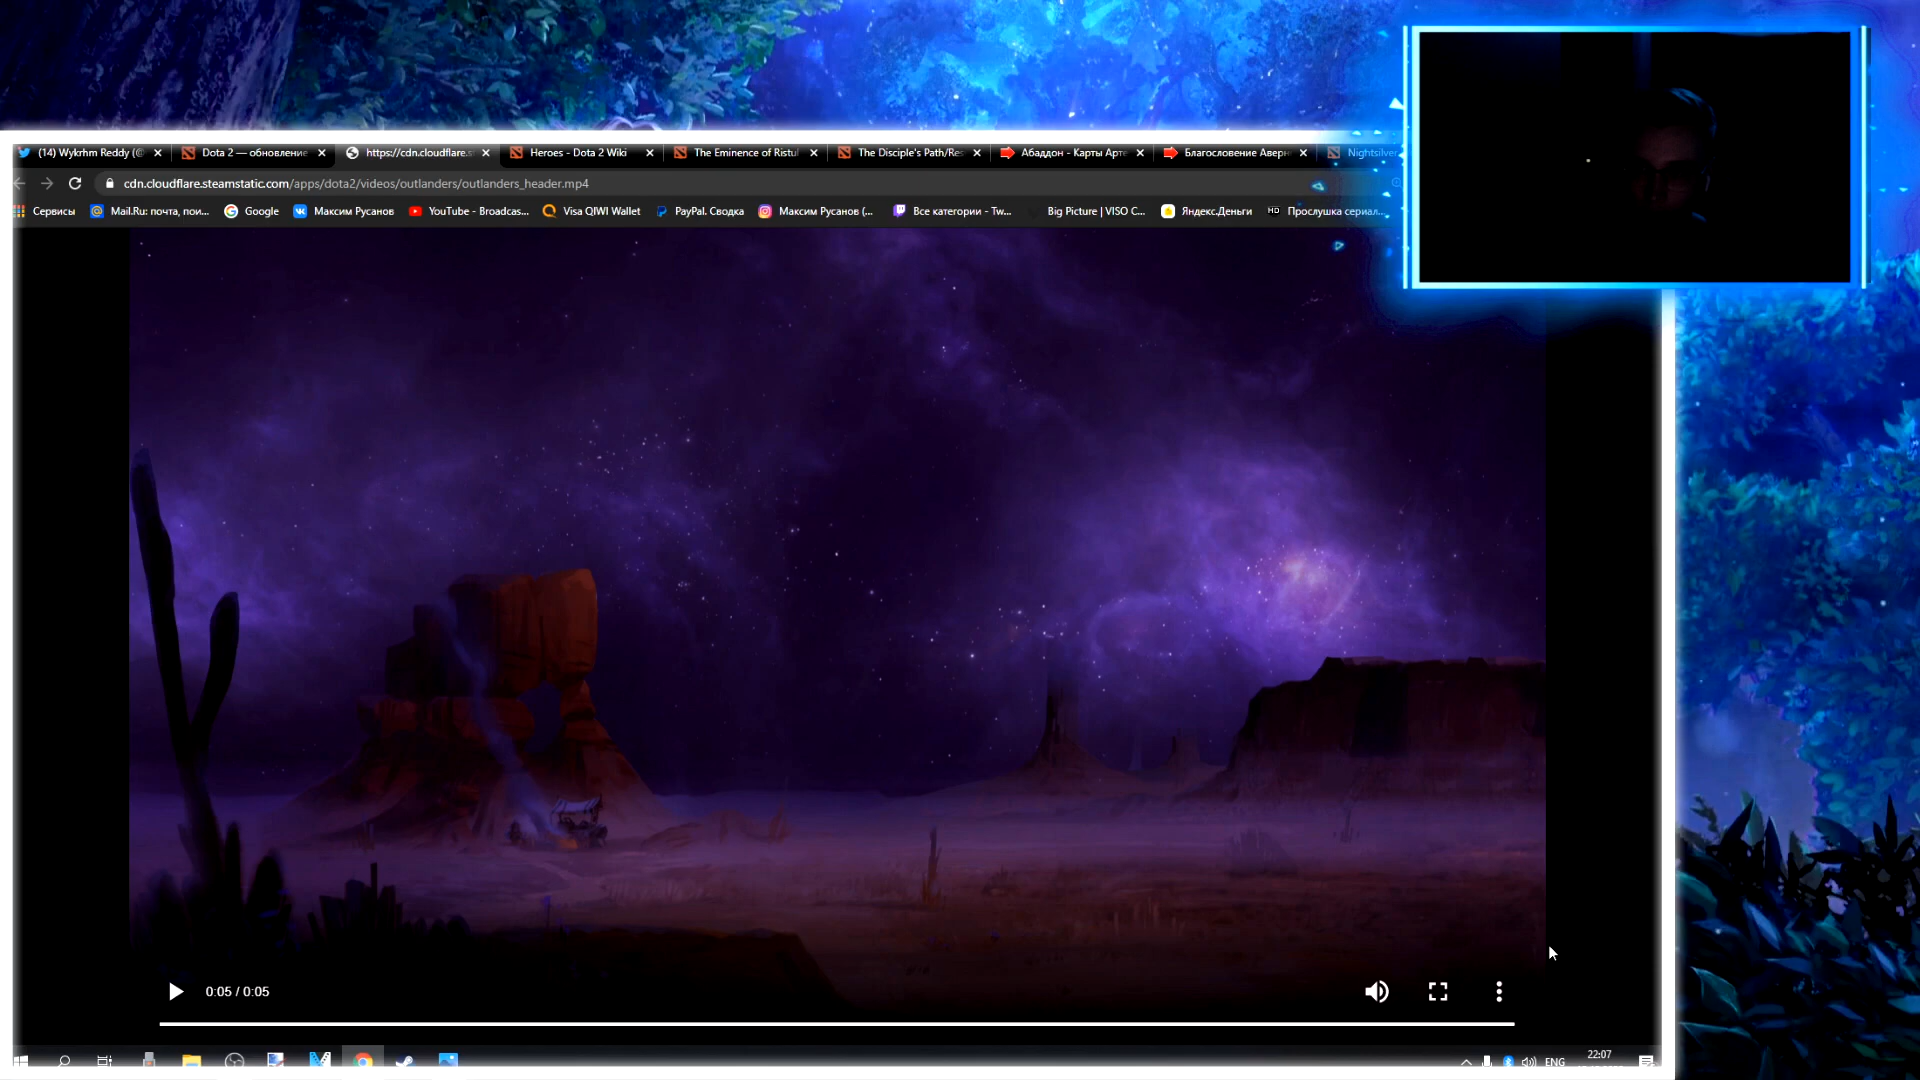 (14) Wykrhm Reddy (@
Dota 2 — обновление
https://cdn.cloudflare.s
Heroes - Dota 2 Wiki
The Eminence of Ristul
The Disciple's Path/Res
Абаддон - Карты Арте
Благословение Аверн
Nightsilver
cdn.cloudflare.steamstatic.com/apps/dota2/videos/outlanders/outlanders_header.mp4
Сервисы
Mail.Ru: почта, пои...
Google
Максим Русанов
YouTube - Broadcas...
Visa QIWI Wallet
PayPal. Сводка
Максим Русанов (...
Все категории - Tw...
Big Picture | VISO C...
Яндекс.Деньги
HD
Прослушка сериал...
0:05 / 0:05
ENG
22:07